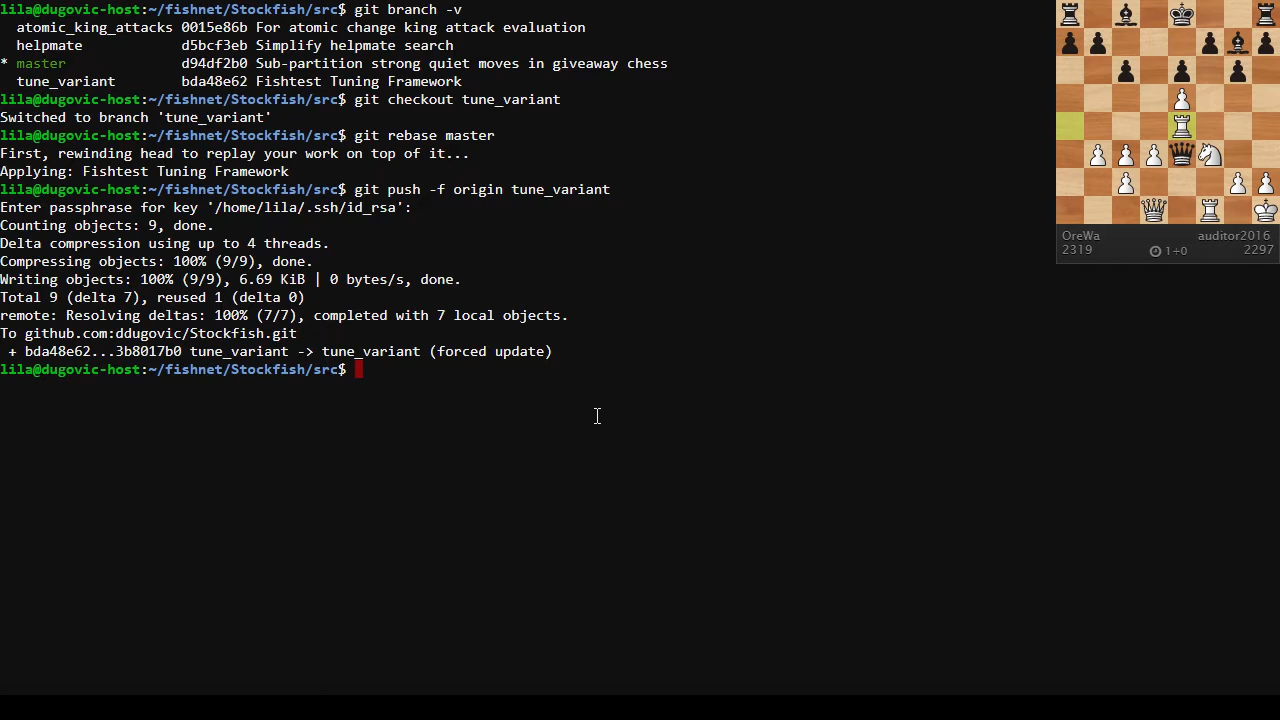 lila@dugovic-host:~/fishnet/Stockfish/src$ git branch -v
  atomic_king_attacks 0015e86b For atomic change king attack evaluation
  helpmate            d5bcf3eb Simplify helpmate search
* master              d94df2b0 Sub-partition strong quiet moves in giveaway chess
  tune_variant        bda48e62 Fishtest Tuning Framework
lila@dugovic-host:~/fishnet/Stockfish/src$ git checkout tune_variant
Switched to branch 'tune_variant'
lila@dugovic-host:~/fishnet/Stockfish/src$ git rebase master
First, rewinding head to replay your work on top of it...
Applying: Fishtest Tuning Framework
lila@dugovic-host:~/fishnet/Stockfish/src$ git push -f origin tune_variant
Enter passphrase for key '/home/lila/.ssh/id_rsa':
Counting objects: 9, done.
Delta compression using up to 4 threads.
Compressing objects: 100% (9/9), done.
Writing objects: 100% (9/9), 6.69 KiB | 0 bytes/s, done.
Total 9 (delta 7), reused 1 (delta 0)
remote: Resolving deltas: 100% (7/7), completed with 7 local objects.
To github.com:ddugovic/Stockfish.git
 + bda48e62...3b8017b0 tune_variant -> tune_variant (forced update)
lila@dugovic-host:~/fishnet/Stockfish/src$
OreWa auditor2016
2319 1+0 2297